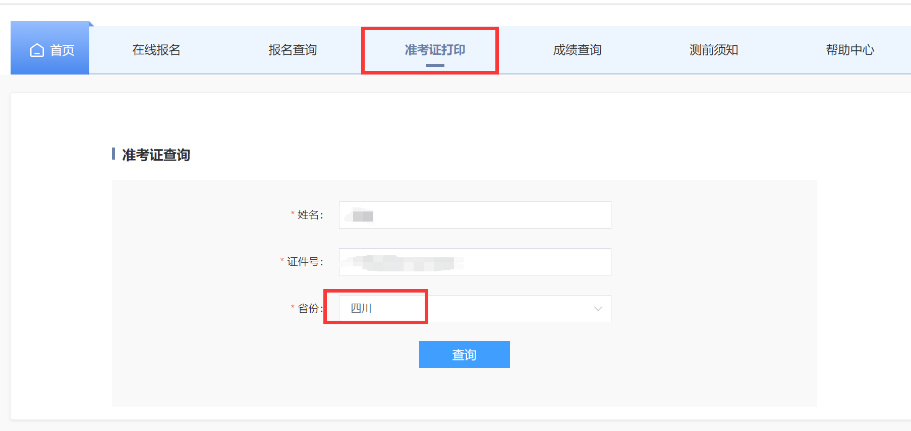 首页 在线报名 报名查询 准考证打印 成绩查询 测前须知 帮助中心
准考证查询
* 姓名：
* 证件号：
* 省份： 四川
查询